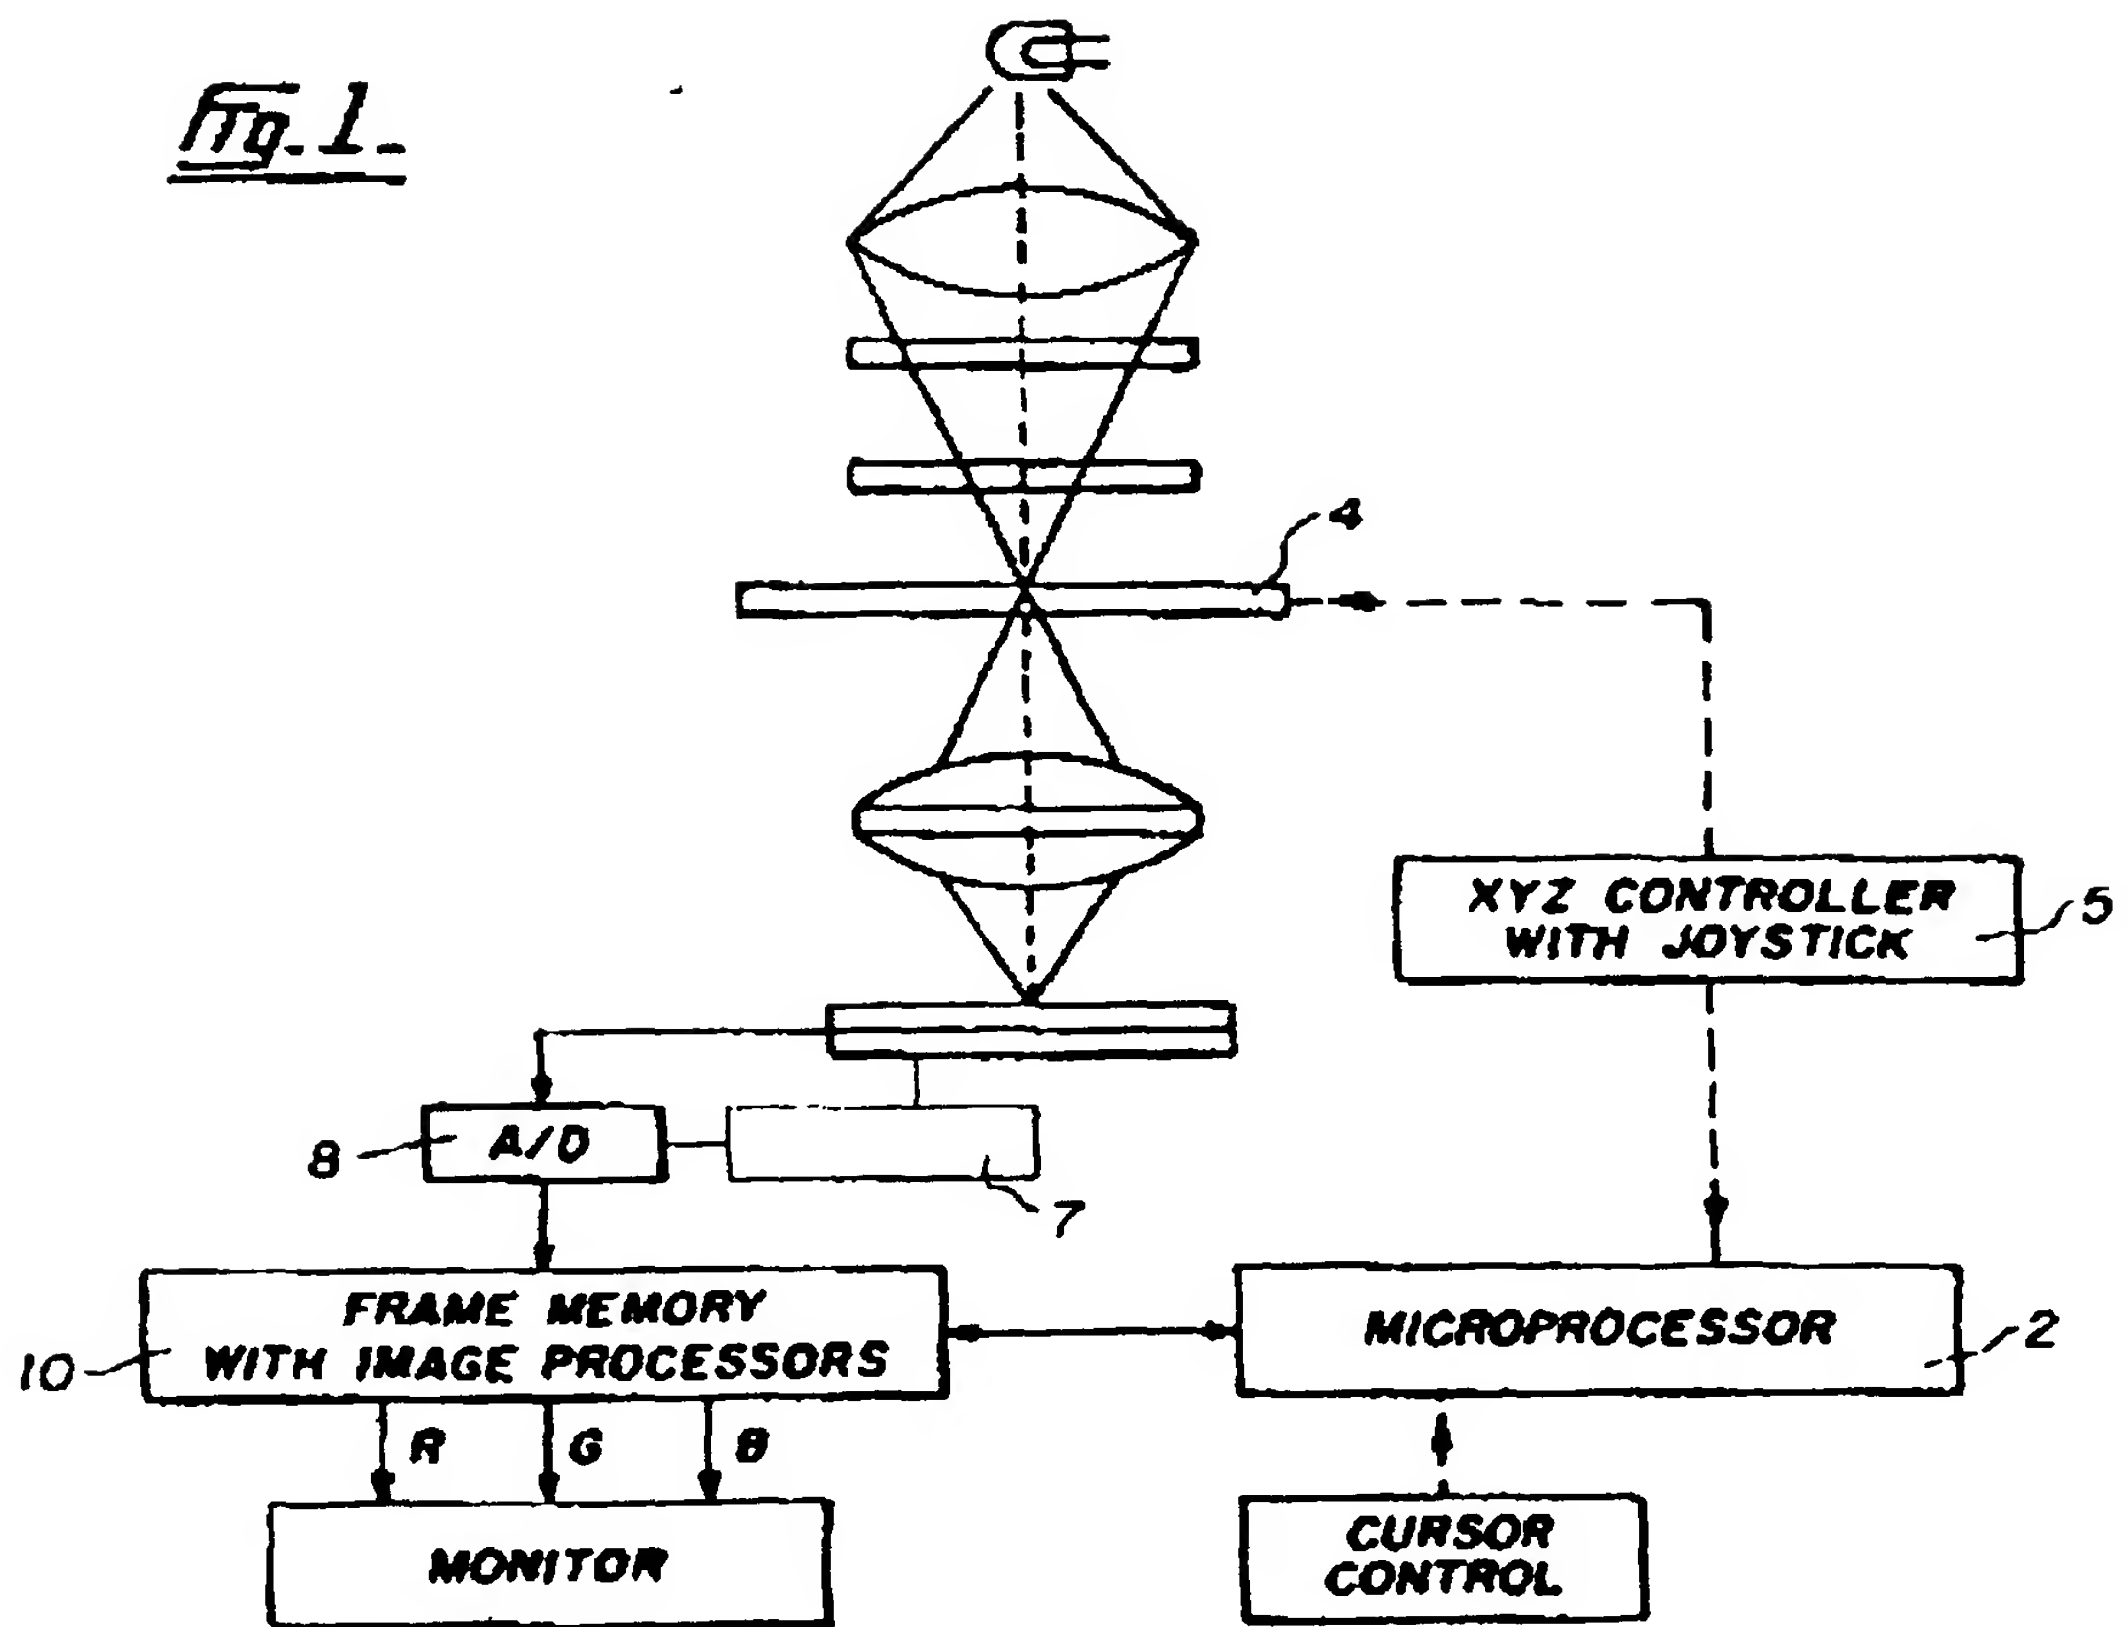 Fig. 1.
4
XYZ CONTROLLER
WITH JOYSTICK
5
A/D
8
7
FRAME MEMORY
WITH IMAGE PROCESSORS
10
MICROPROCESSOR
2
R G B
MONITOR
CURSOR
CONTROL